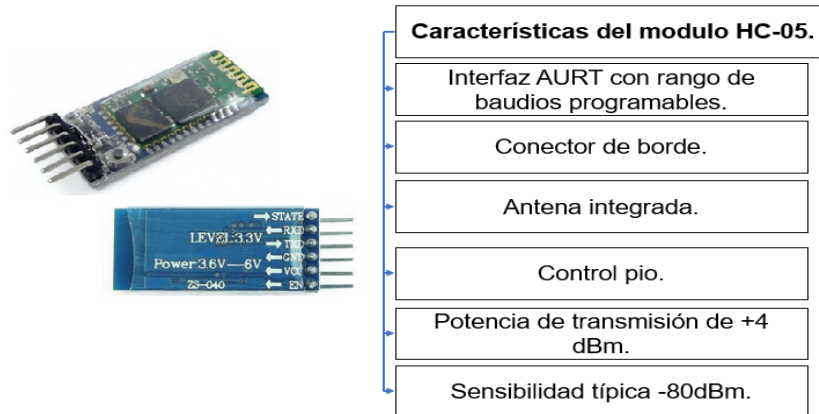 Características del modulo HC-05.
Interfaz AURT con rango de
baudios programables.
Conector de borde.
Antena integrada.
Control pio.
Potencia de transmisión de +4
dBm.
Sensibilidad típica -80dBm.
STATE
RXD
LEVEL:3.3V
TXD
GND
Power:3.6V—6V
VCC
ZS-040
EN